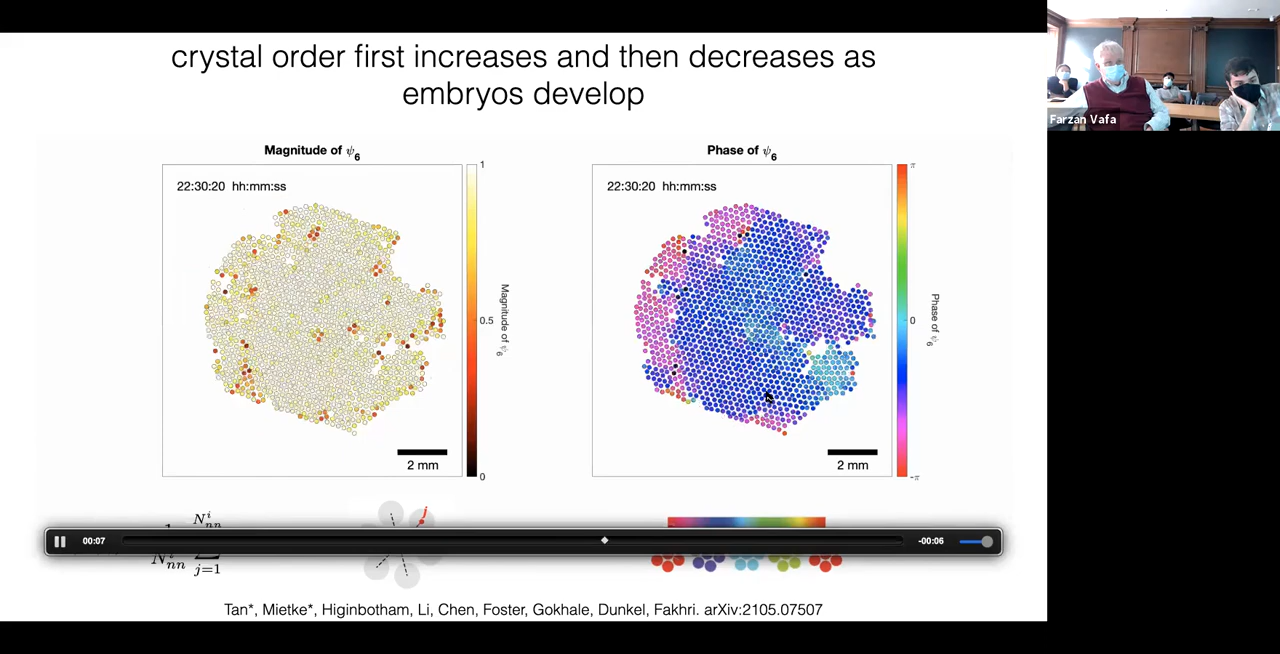 crystal order first increases and then decreases as
embryos develop
Farzan Vafa
Magnitude of ψ6
22:30:20 hh:mm:ss
1
0.5
0
Magnitude of ψ6
2 mm
Phase of ψ6
22:30:20 hh:mm:ss
π
0
-π
Phase of ψ6
2 mm
N^i_nn
N^i_nn
j=1
00:07
-00:06
Tan*, Mietke*, Higinbotham, Li, Chen, Foster, Gokhale, Dunkel, Fakhri. arXiv:2105.07507